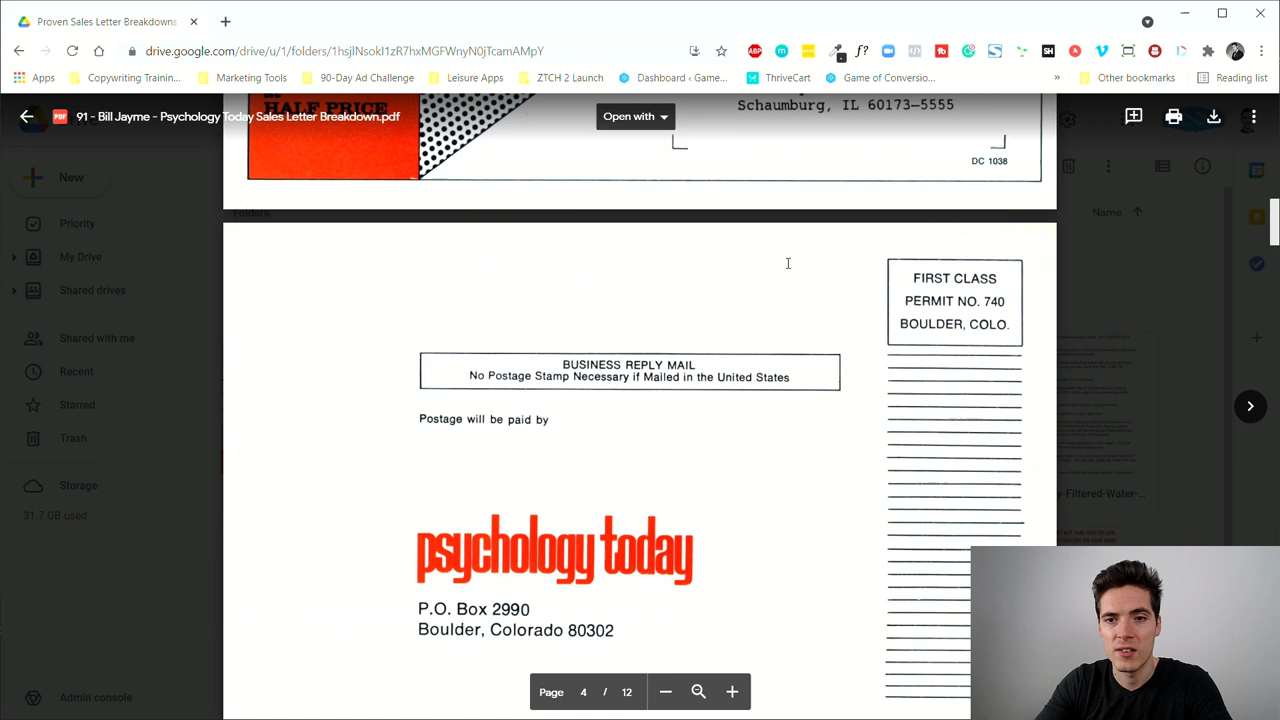 Proven Sales Letter Breakdowns
drive.google.com/drive/u/1/folders/1hsjlNsokI1zR7hxMGFWnyN0jTcamAMpY
Apps
Copywriting Trainin...
Marketing Tools
90-Day Ad Challenge
Leisure Apps
ZTCH 2 Launch
Dashboard ‹ Game...
ThriveCart
Game of Conversio...
»
Other bookmarks
Reading list
HALF PRICE
Schaumburg, IL 60173-5555
91 - Bill Jayme - Psychology Today Sales Letter Breakdown.pdf
Open with
DC 1038
New
Name
Folders
Priority
My Drive
Shared drives
Shared with me
Recent
Starred
Trash
Storage
31.7 GB used
Admin console
FIRST CLASS
PERMIT NO. 740
BOULDER, COLO.
BUSINESS REPLY MAIL
No Postage Stamp Necessary if Mailed in the United States
Postage will be paid by
psychology today
P.O. Box 2990
Boulder, Colorado 80302
y-Filtered-Water-...
Page 4 / 12